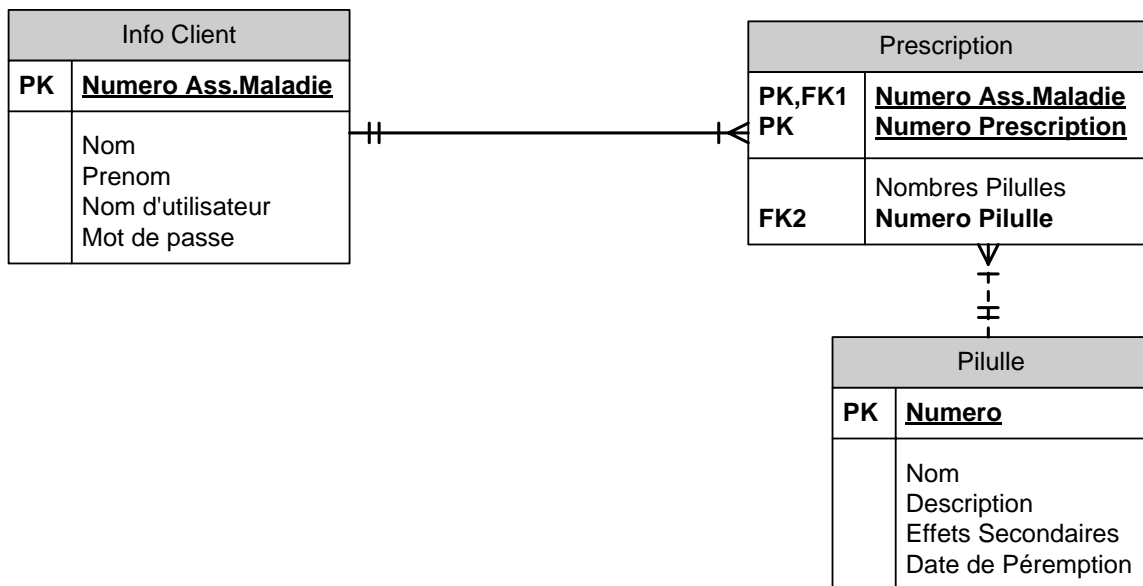 Info Client
PK Numero Ass.Maladie
Nom
Prenom
Nom d'utilisateur
Mot de passe
Prescription
PK,FK1 Numero Ass.Maladie
PK Numero Prescription
Nombres Pilulles
FK2 Numero Pilulle
Pilulle
PK Numero
Nom
Description
Effets Secondaires
Date de Péremption